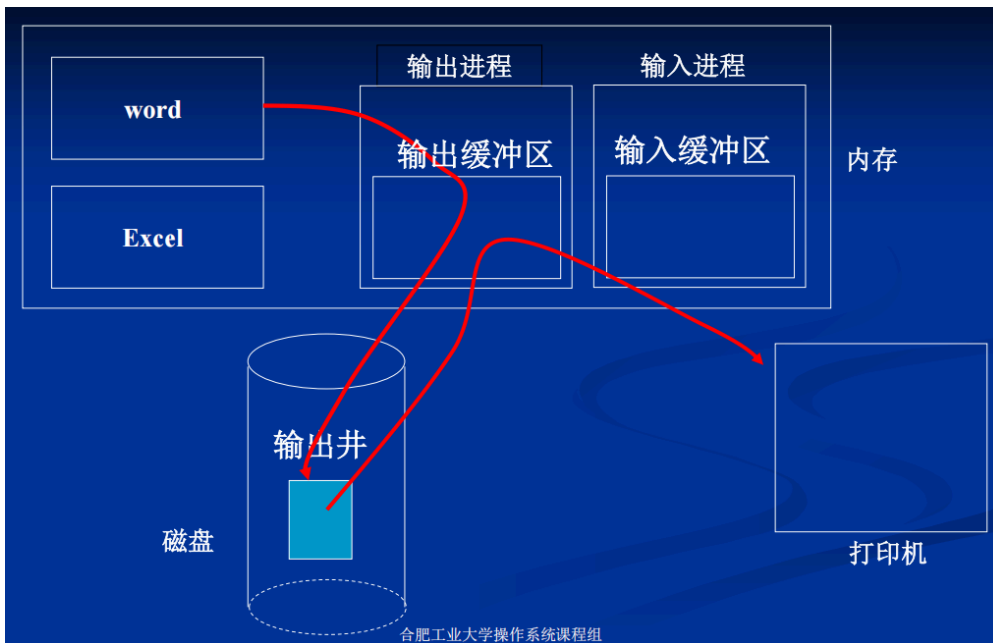 输出进程
输入进程
word
输出缓冲区
输入缓冲区
内存
Excel
输出井
磁盘
打印机
合肥工业大学操作系统课程组